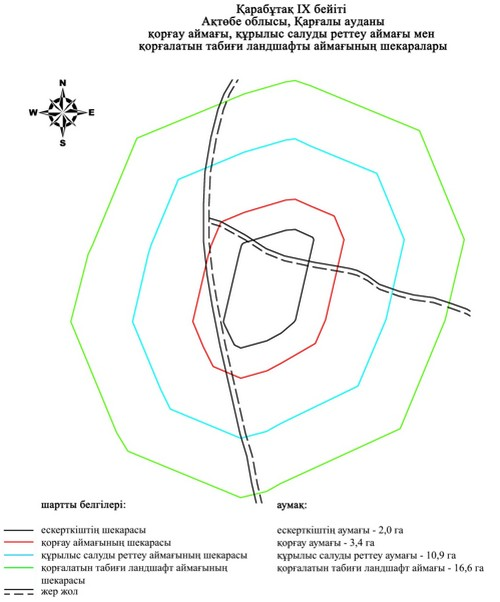 Қарабұтақ IX бейіті
Ақтөбе облысы, Қарғалы ауданы
қорғау аймағы, құрылыс салуды реттеу аймағы мен
қорғалатын табиғи ландшафты аймағының шекаралары
N
W E
S
шартты белгілері:
ескерткіштің шекарасы
қорғау аймағының шекарасы
құрылыс салуды реттеу аймағының шекарасы
қорғалатын табиғи ландшафт аймағының
шекарасы
жер жол
аумақ:
ескерткіштің аумағы - 2,0 га
қорғау аумағы - 3,4 га
құрылыс салуды реттеу аумағы - 10,9 га
қорғалатын табиғи ландшафт аймағы - 16,6 га